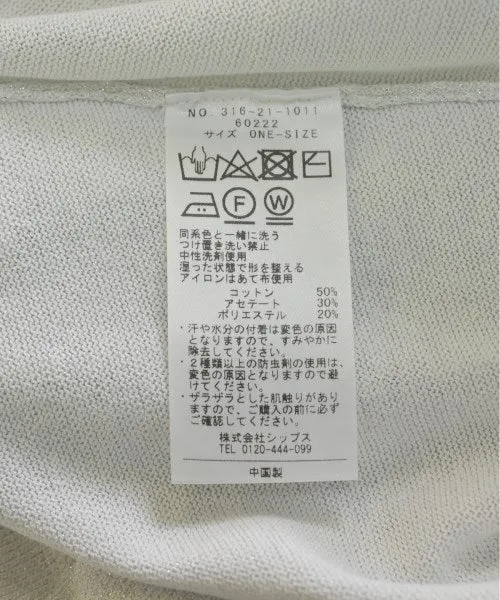 NO. 316-21-1011
60222
サイズ ONE-SIZE
F W
同系色と一緒に洗う
つけ置き洗い禁止
中性洗剤使用
湿った状態で形を整える
アイロンはあて布使用
コットン 50%
アセテート 30%
ポリエステル 20%
・汗や水分の付着は変色の原因
となりますので、すみやかに
除去してください。
・2種類以上の防虫剤の使用は、
変色の原因となりますので避
けてください。
・ザラザラとした肌触りがあり
ますので、ご購入の前に必ず
ご確認してください。
株式会社シップス
TEL 0120-444-099
中国製